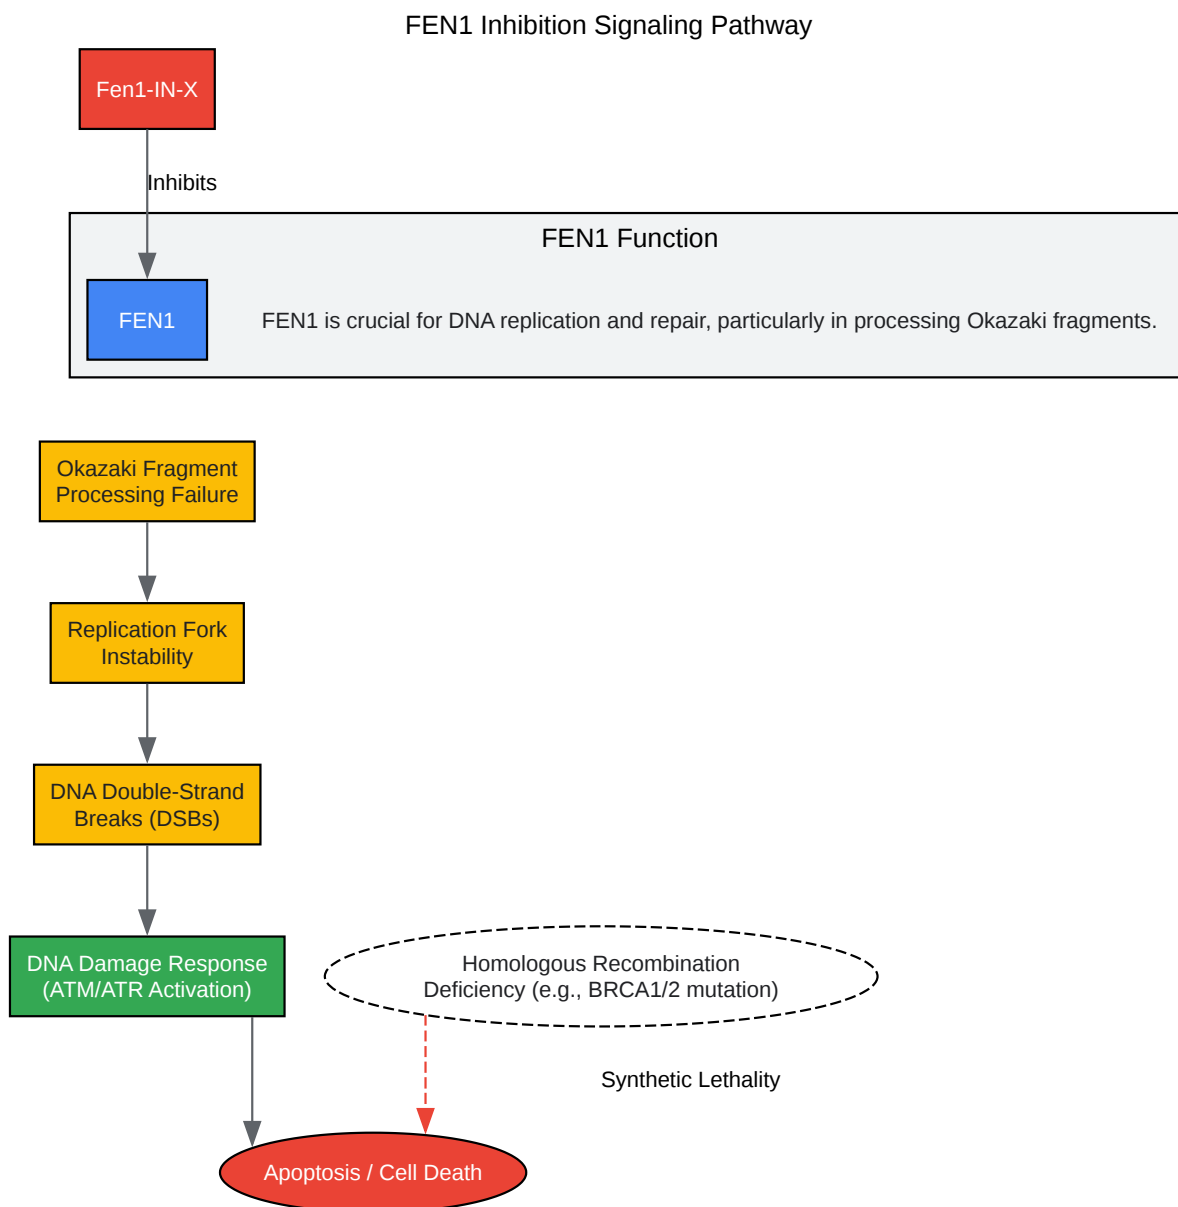 FEN1 Inhibition Signaling Pathway
Fen1-IN-X
Inhibits
FEN1 Function
FEN1
FEN1 is crucial for DNA replication and repair, particularly in processing Okazaki fragments.
Okazaki Fragment
Processing Failure
Replication Fork
Instability
DNA Double-Strand
Breaks (DSBs)
DNA Damage Response
(ATM/ATR Activation)
Homologous Recombination
Deficiency (e.g., BRCA1/2 mutation)
Synthetic Lethality
Apoptosis / Cell Death